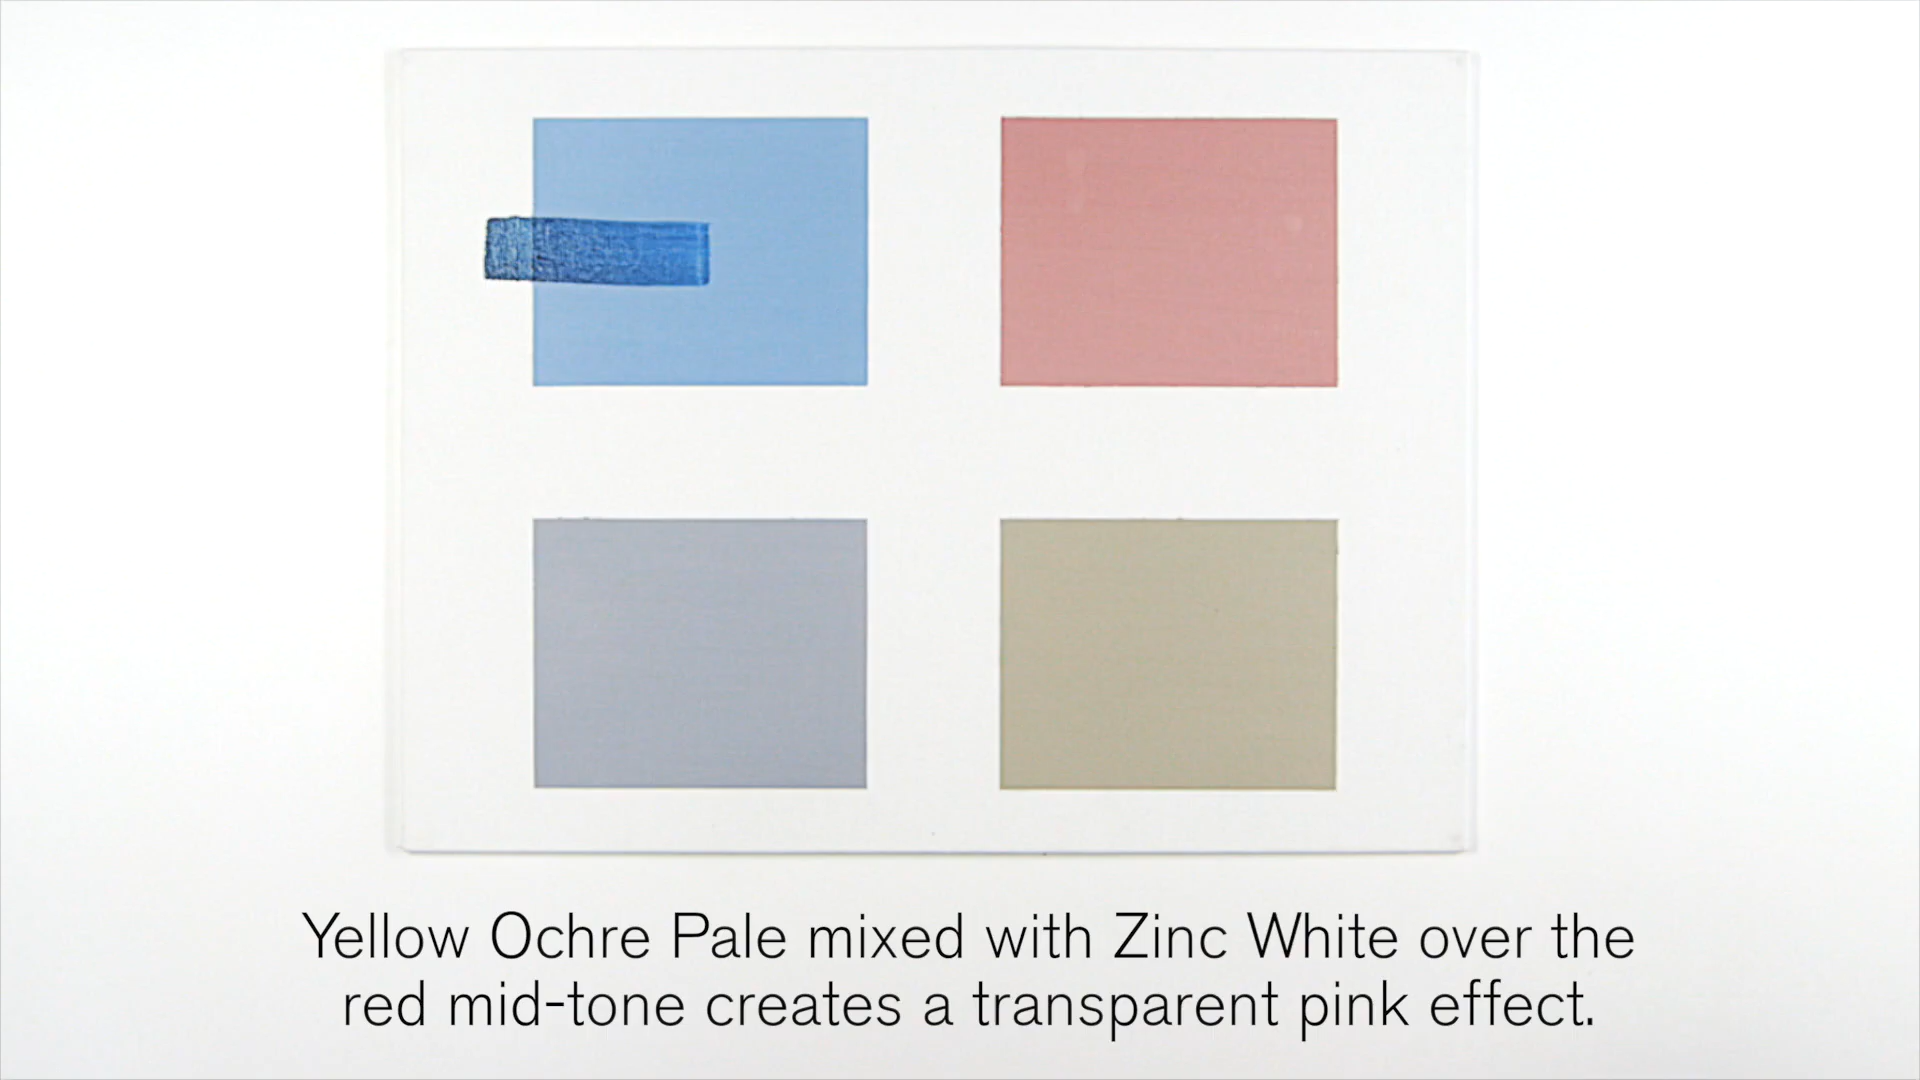 Yellow Ochre Pale mixed with Zinc White over the
red mid-tone creates a transparent pink effect.